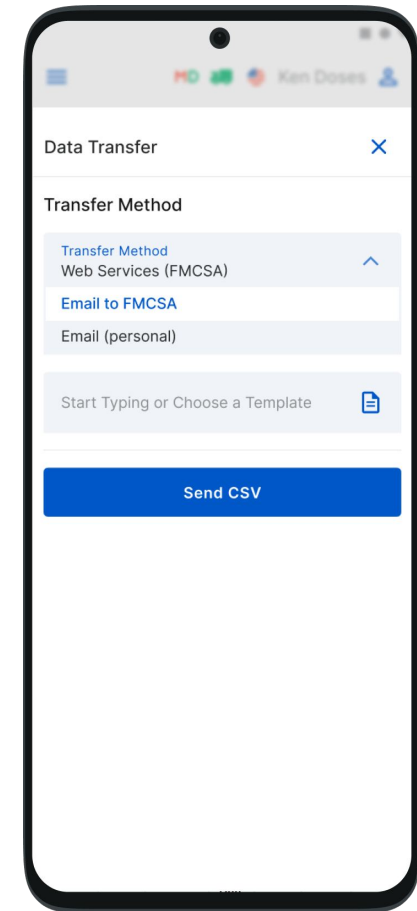 MD Ken Doses
Data Transfer
Transfer Method
Transfer Method
Web Services (FMCSA)
Email to FMCSA
Email (personal)
Start Typing or Choose a Template
Send CSV